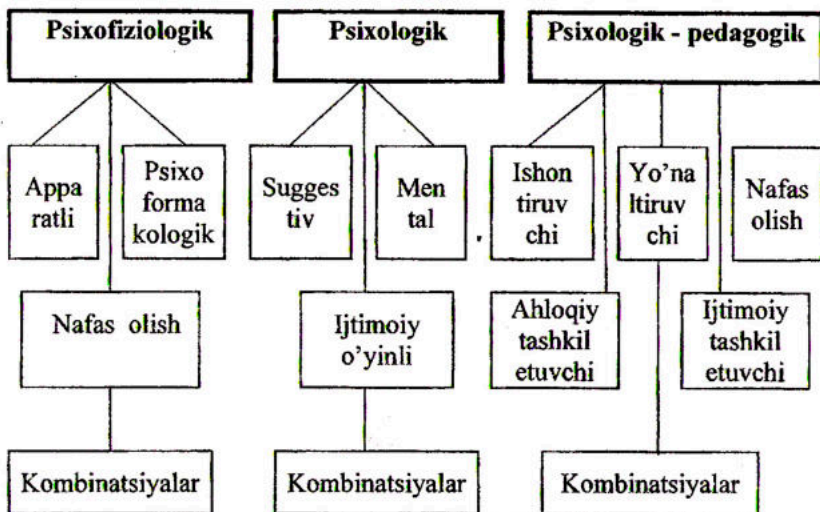 Psixofiziologik
Psixologik
Psixologik - pedagogik
Appa
ratli
Psixo
forma
kologik
Sugges
tiv
Men
tal
Ishon
tiruv
chi
Yo’na
ltiruv
chi
Nafas
olish
Nafas olish
Ijtimoiy
o’yinli
Ahloqiy
tashkil
etuvchi
Ijtimoiy
tashkil
etuvchi
Kombinatsiyalar
Kombinatsiyalar
Kombinatsiyalar